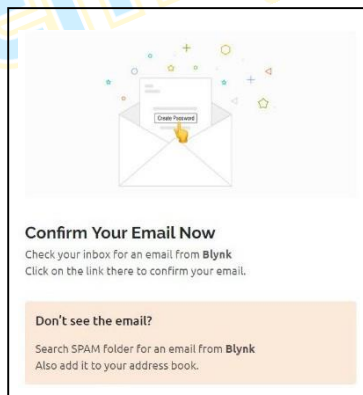 Create Password
Confirm Your Email Now
Check your inbox for an email from Blynk
Click on the link there to confirm your email.
Don't see the email?
Search SPAM folder for an email from Blynk
Also add it to your address book.